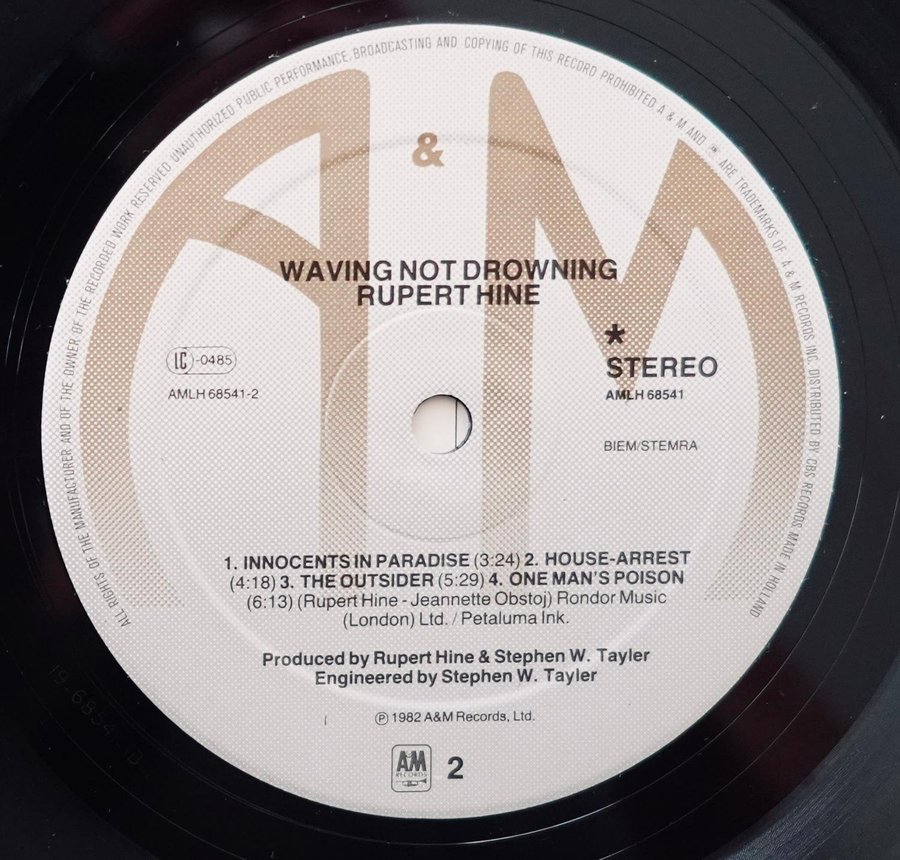 ALL RIGHTS OF THE MANUFACTURER AND OF THE OWNER OF THE RECORDED WORK RESERVED UNAUTHORIZED PUBLIC PERFORMANCE, BROADCASTING AND COPYING OF THIS RECORD PROHIBITED A & M AND ARE TRADEMARKS OF A & M RECORDS INC. DISTRIBUTED BY CBS RECORDS. MADE IN HOLLAND
A & M
WAVING NOT DROWNING
RUPERT HINE
LC -0485
AMLH 68541-2
*
STEREO
AMLH 68541
BIEM/STEMRA
1. INNOCENTS IN PARADISE (3:24) 2. HOUSE-ARREST
(4:18) 3. THE OUTSIDER (5:29) 4. ONE MAN'S POISON
(6:13) (Rupert Hine - Jeannette Obstoj) Rondor Music
(London) Ltd. / Petaluma Ink.
Produced by Rupert Hine & Stephen W. Tayler
Engineered by Stephen W. Tayler
Ⓟ 1982 A&M Records, Ltd.
A&M
RECORDS
2